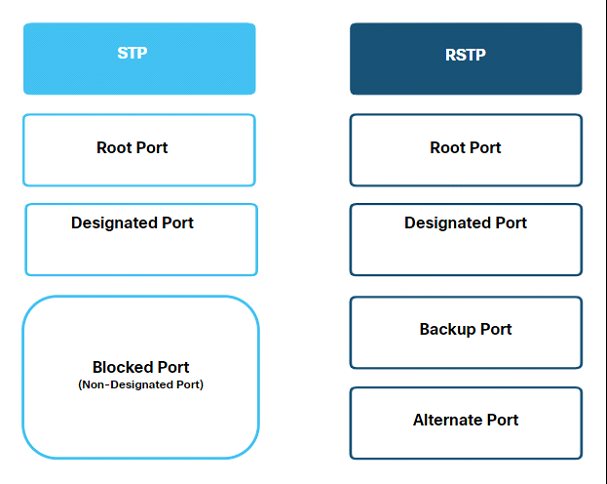 STP
Root Port
Designated Port
Blocked Port
(Non-Designated Port)
RSTP
Root Port
Designated Port
Backup Port
Alternate Port